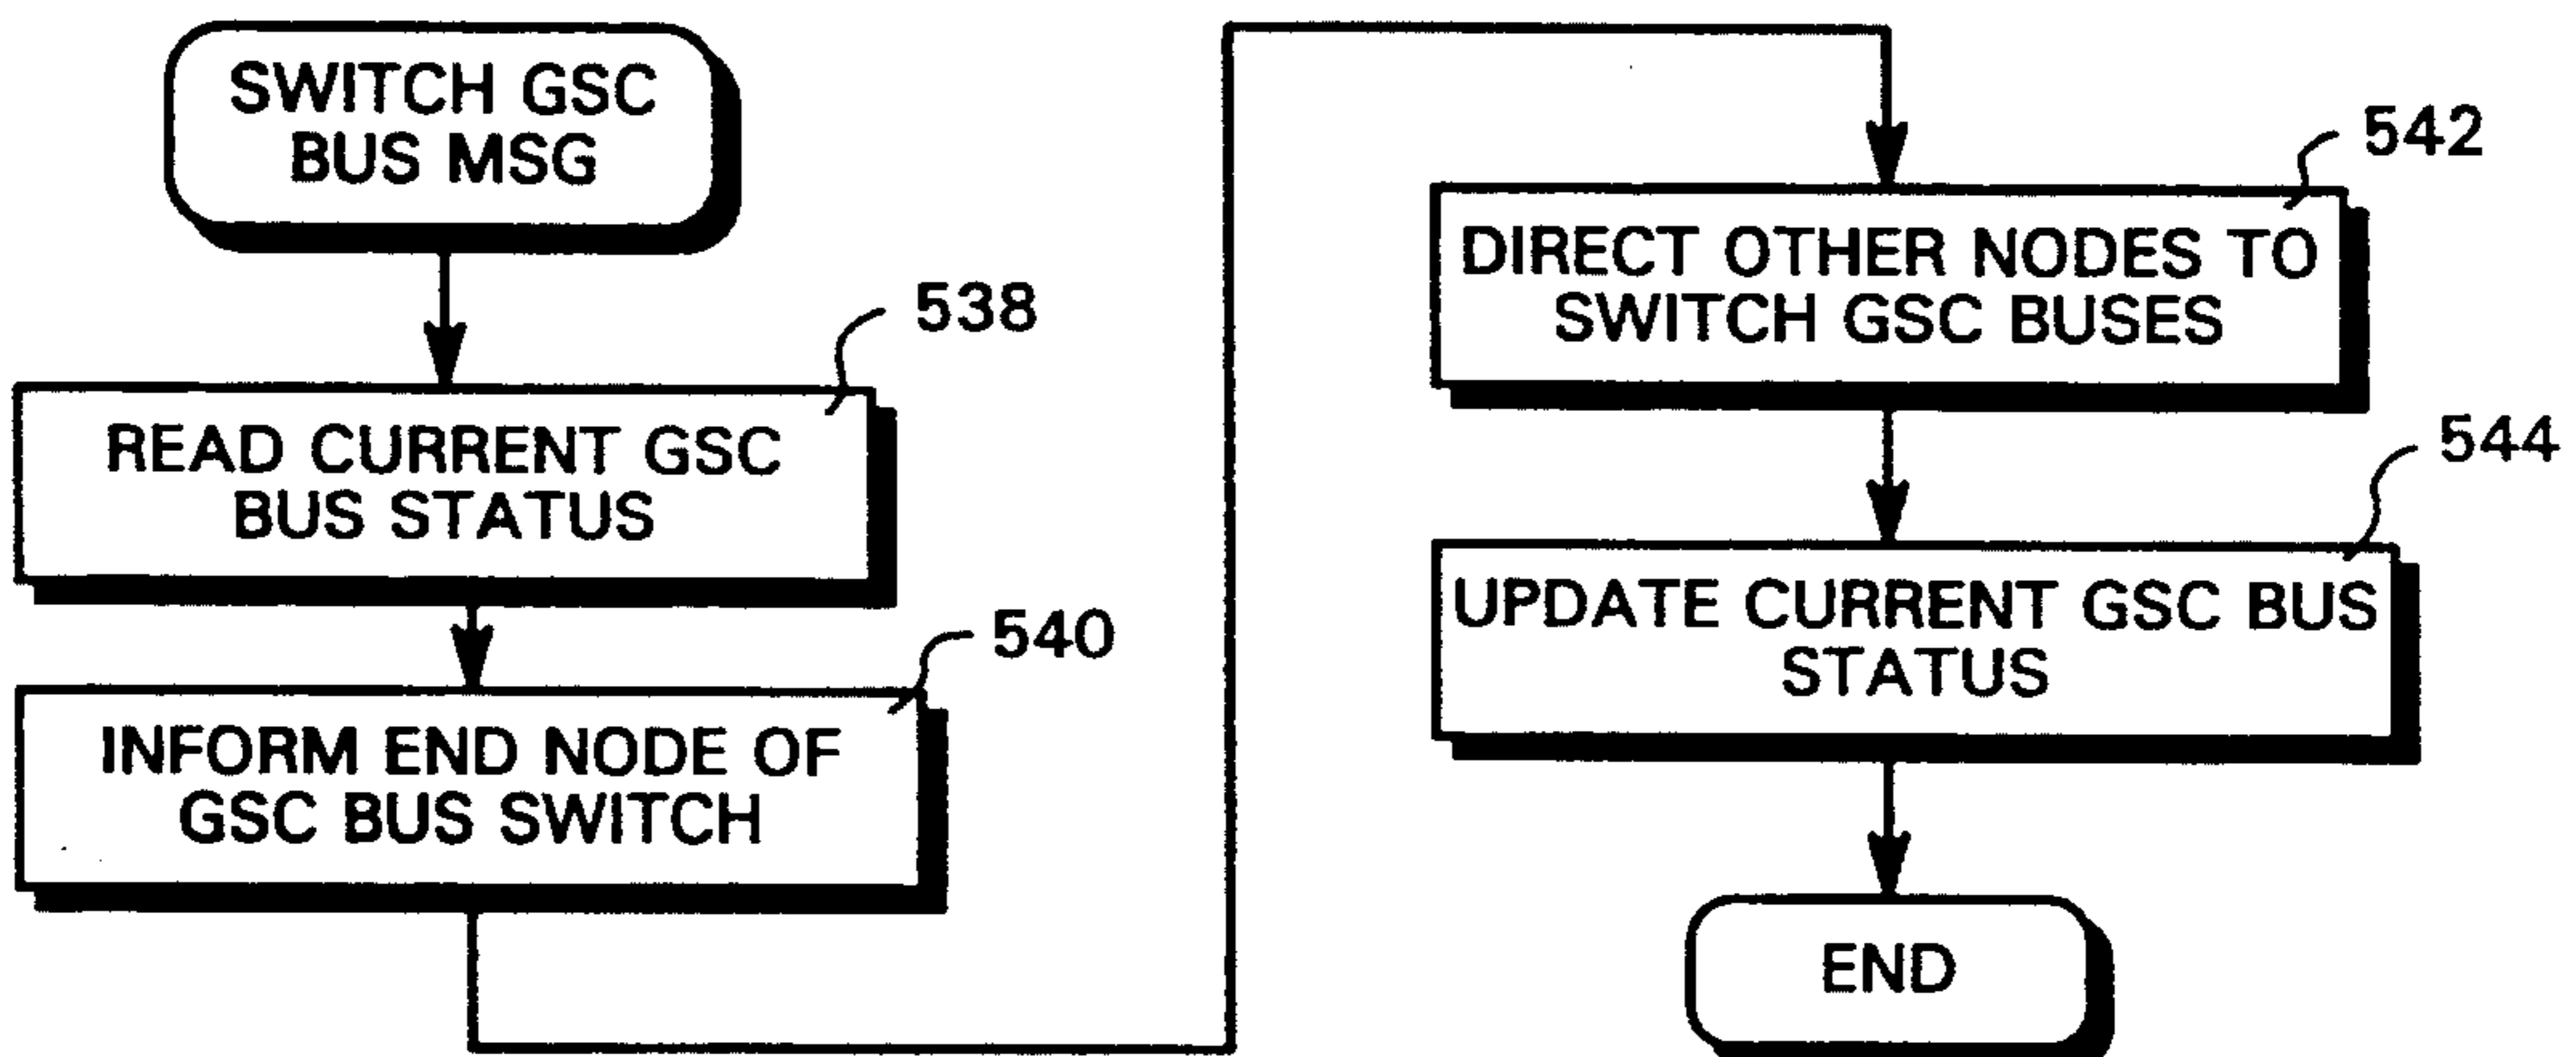 SWITCH GSC
BUS MSG
538
READ CURRENT GSC
BUS STATUS
540
INFORM END NODE OF
GSC BUS SWITCH
542
DIRECT OTHER NODES TO
SWITCH GSC BUSES
544
UPDATE CURRENT GSC BUS
STATUS
END